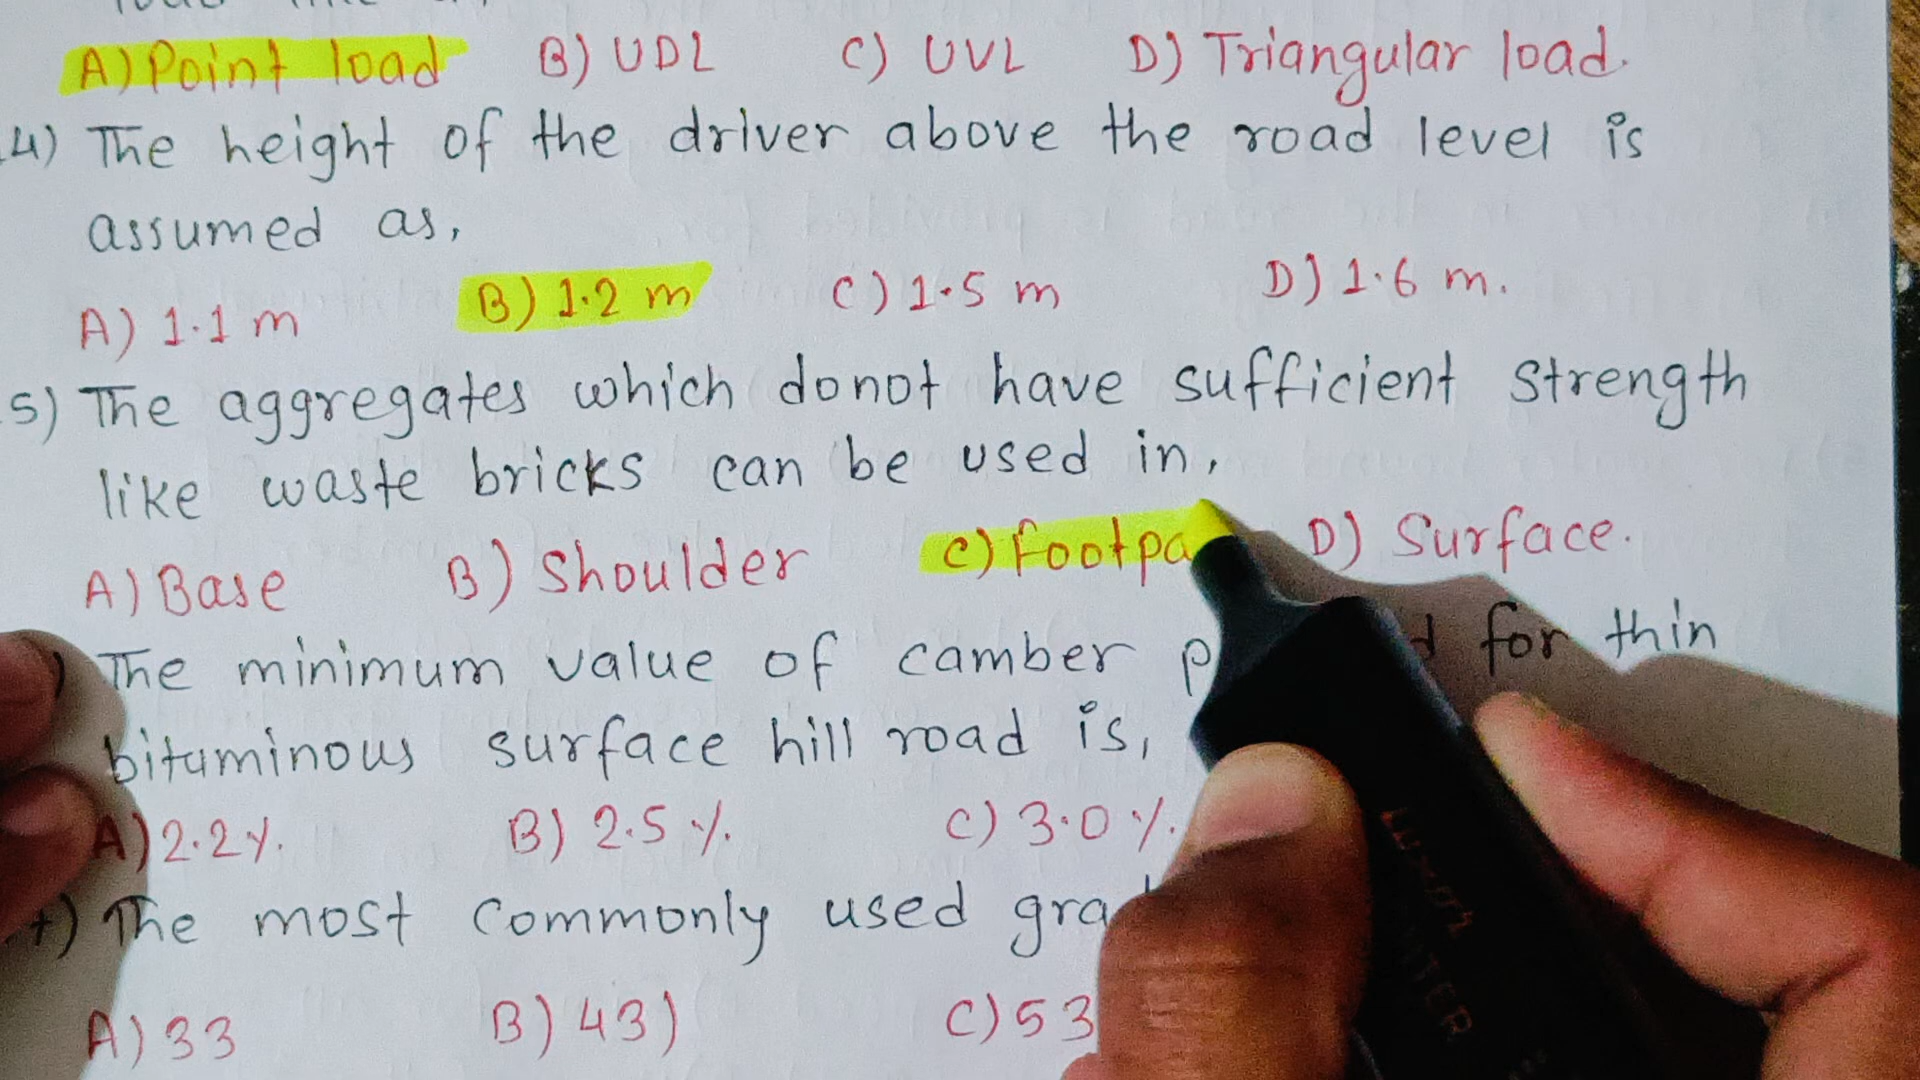 A) Point load B) UDL C) UVL D) Triangular load.
4) The height of the driver above the road level is
assumed as,
A) 1.1 m B) 1.2 m C) 1.5 m D) 1.6 m.
5) The aggregates which donot have sufficient strength
like waste bricks can be used in,
A) Base B) Shoulder C) footpa D) Surface.
) The minimum value of camber for thin
bituminous surface hill road is,
A) 2.2%. B) 2.5%. C) 3.0%.
7) The most commonly used gra
A) 33 B) 43) C) 53